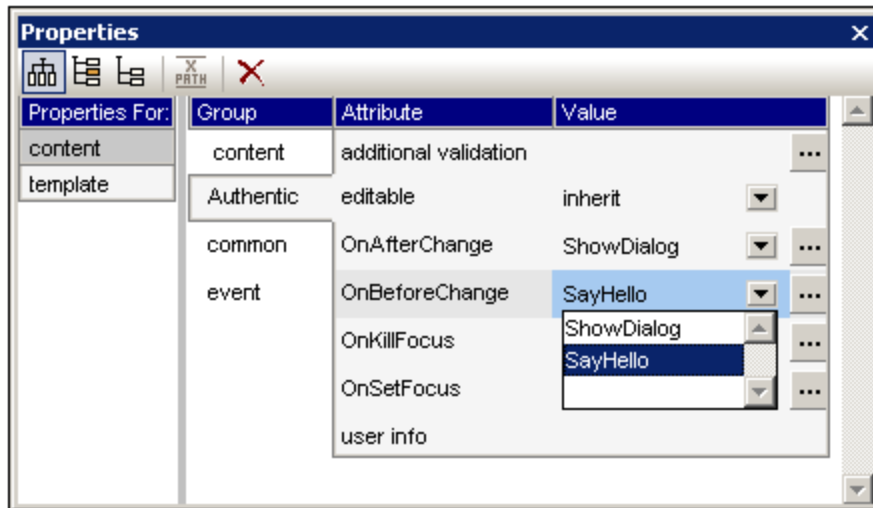 Properties
X
PATH
Properties For: Group Attribute Value
content content additional validation ...
template Authentic editable inherit
common OnAfterChange ShowDialog ...
event OnBeforeChange SayHello ...
ShowDialog
OnKillFocus ...
SayHello
OnSetFocus ...
user info